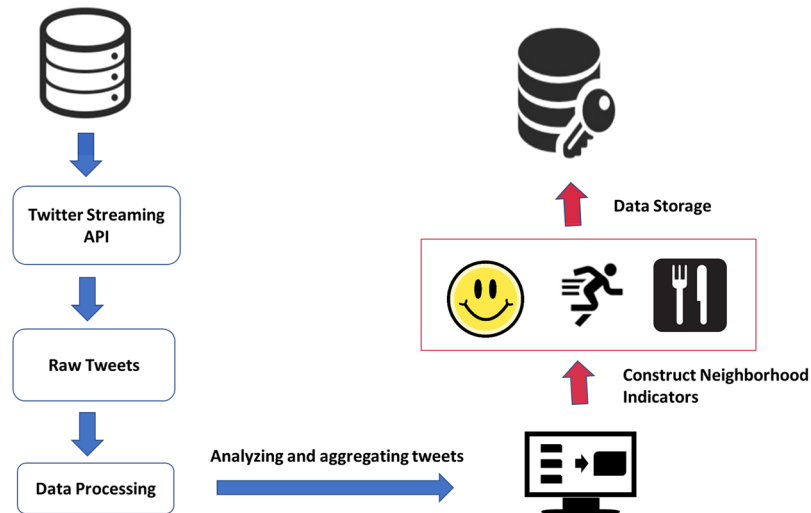 Twitter Streaming
API
Raw Tweets
Data Processing
Analyzing and aggregating tweets
Construct Neighborhood
Indicators
Data Storage